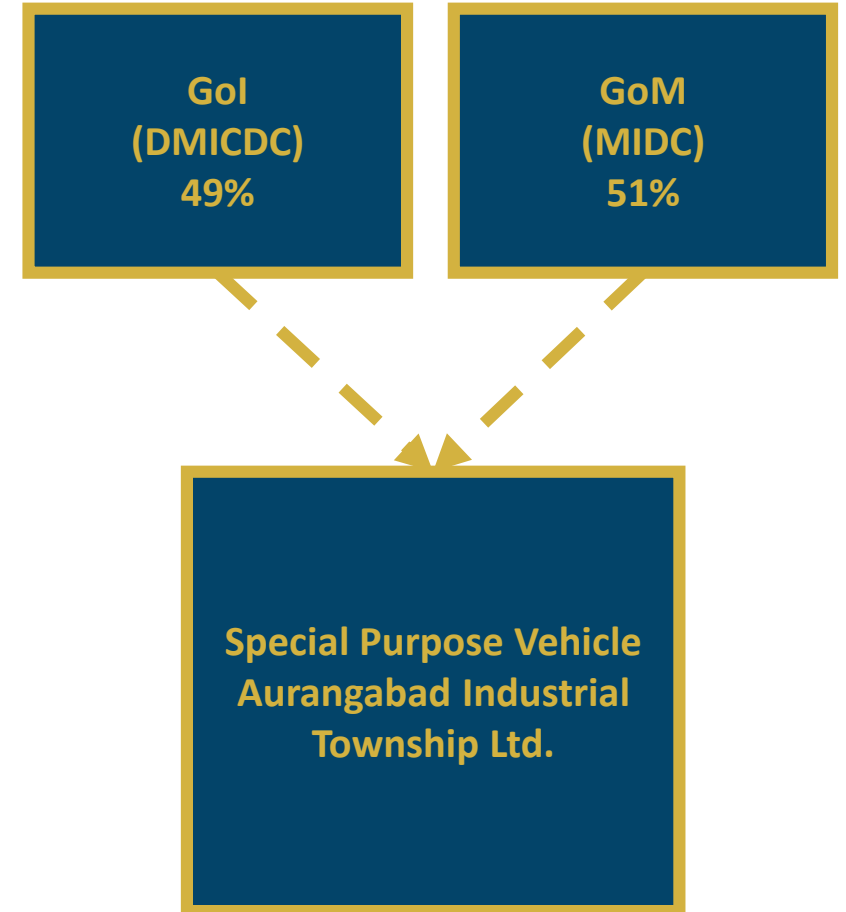 GoI
(DMICDC)
49%
GoM
(MIDC)
51%
Special Purpose Vehicle
Aurangabad Industrial
Township Ltd.